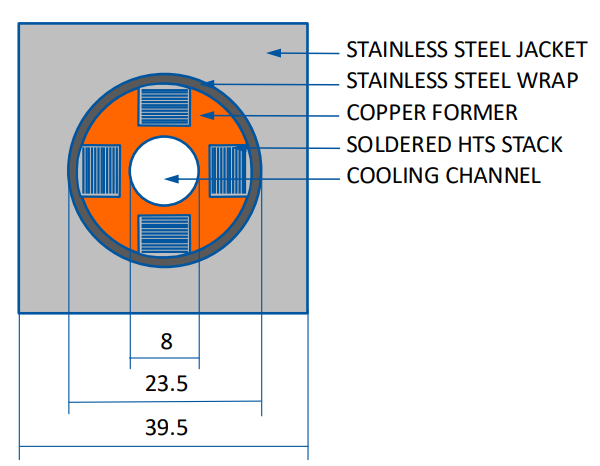 STAINLESS STEEL JACKET
STAINLESS STEEL WRAP
COPPER FORMER
SOLDERED HTS STACK
COOLING CHANNEL
8
23.5
39.5